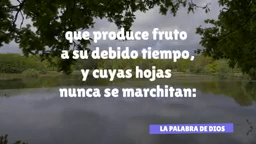 que produce fruto
a su debido tiempo,
y cuyas hojas
nunca se marchitan:
LA PALABRA DE DIOS